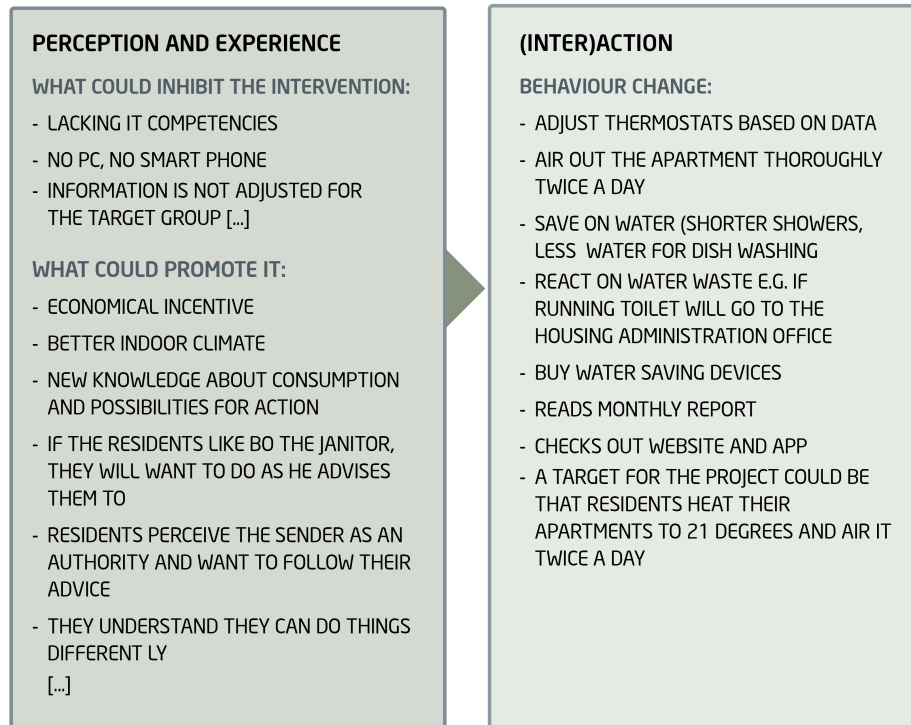 PERCEPTION AND EXPERIENCE
WHAT COULD INHIBIT THE INTERVENTION:
- LACKING IT COMPETENCIES
- NO PC, NO SMART PHONE
- INFORMATION IS NOT ADJUSTED FOR
THE TARGET GROUP [...]
WHAT COULD PROMOTE IT:
- ECONOMICAL INCENTIVE
- BETTER INDOOR CLIMATE
- NEW KNOWLEDGE ABOUT CONSUMPTION
AND POSSIBILITIES FOR ACTION
- IF THE RESIDENTS LIKE BO THE JANITOR,
THEY WILL WANT TO DO AS HE ADVISES
THEM TO
- RESIDENTS PERCEIVE THE SENDER AS AN
AUTHORITY AND WANT TO FOLLOW THEIR
ADVICE
- THEY UNDERSTAND THEY CAN DO THINGS
DIFFERENT LY
[...]
(INTER)ACTION
BEHAVIOUR CHANGE:
- ADJUST THERMOSTATS BASED ON DATA
- AIR OUT THE APARTMENT THOROUGHLY
TWICE A DAY
- SAVE ON WATER (SHORTER SHOWERS,
LESS WATER FOR DISH WASHING
- REACT ON WATER WASTE E.G. IF
RUNNING TOILET WILL GO TO THE
HOUSING ADMINISTRATION OFFICE
- BUY WATER SAVING DEVICES
- READS MONTHLY REPORT
- CHECKS OUT WEBSITE AND APP
- A TARGET FOR THE PROJECT COULD BE
THAT RESIDENTS HEAT THEIR
APARTMENTS TO 21 DEGREES AND AIR IT
TWICE A DAY